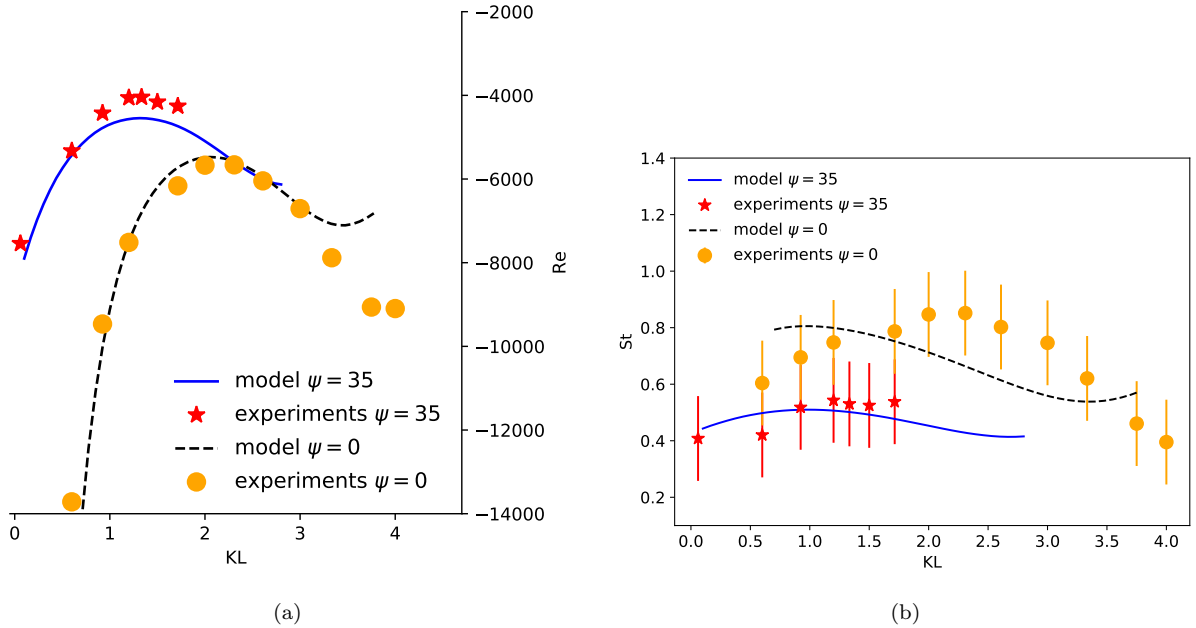 −2000
−4000
−6000
−8000
−10000
−12000
−14000
Re
0
1
2
3
4
KL
model ψ = 35
experiments ψ = 35
model ψ = 0
experiments ψ = 0
(a)
1.4
1.2
1.0
0.8
0.6
0.4
0.2
St
0.0
0.5
1.0
1.5
2.0
2.5
3.0
3.5
4.0
KL
model ψ = 35
experiments ψ = 35
model ψ = 0
experiments ψ = 0
(b)